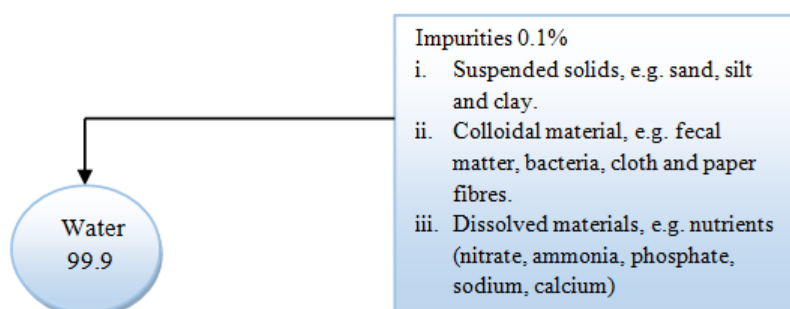 Impurities 0.1%
i. Suspended solids, e.g. sand, silt
and clay.
ii. Colloidal material, e.g. fecal
matter, bacteria, cloth and paper
fibres.
iii. Dissolved materials, e.g. nutrients
(nitrate, ammonia, phosphate,
sodium, calcium)
Water
99.9